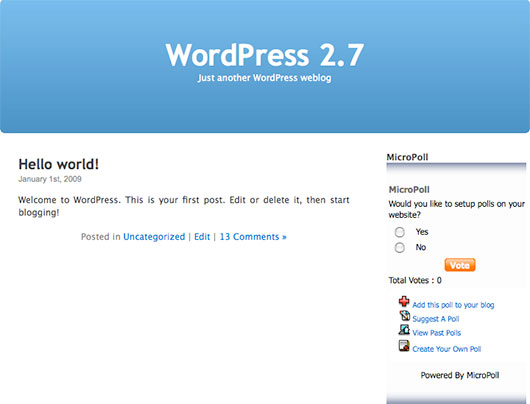 WordPress 2.7
Just another WordPress weblog
Hello world!
January 1st, 2009
Welcome to WordPress. This is your first post. Edit or delete it, then start
blogging!
Posted in Uncategorized | Edit | 13 Comments »
MicroPoll
MicroPoll
Would you like to setup polls on your
website?
Yes
No
Vote
Total Votes : 0
Add this poll to your blog
Suggest A Poll
View Past Polls
Create Your Own Poll
Powered By MicroPoll